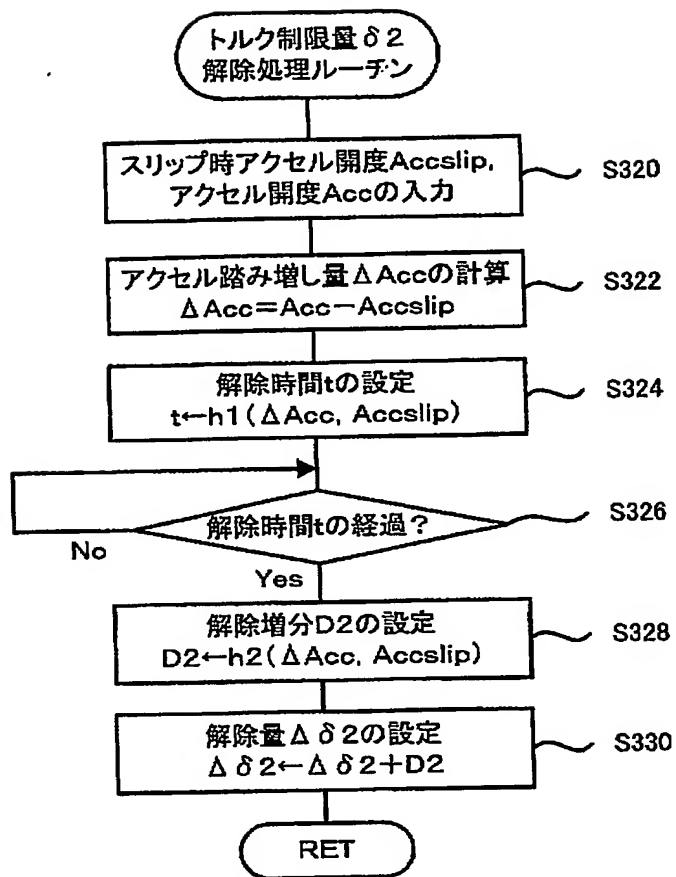 トルク制限量δ2
解除処理ルーチン
スリップ時アクセル開度Accslip,
アクセル開度Accの入力
S320
アクセル踏み増し量ΔAccの計算
ΔAcc=Acc-Accslip
S322
解除時間tの設定
t←h1(ΔAcc, Accslip)
S324
解除時間tの経過?
S326
No
Yes
解除増分D2の設定
D2←h2(ΔAcc, Accslip)
S328
解除量Δδ2の設定
Δδ2←Δδ2+D2
S330
RET